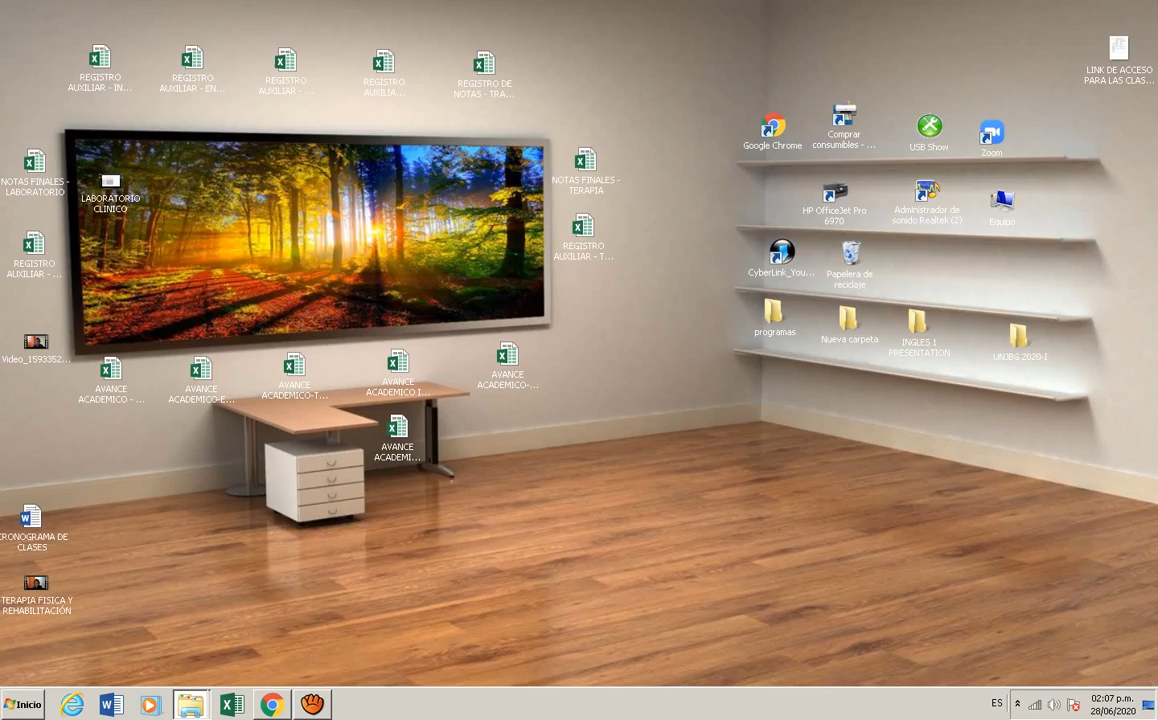 REGISTRO
AUXILIAR - IN...
REGISTRO
AUXILIAR - EN...
REGISTRO
AUXILIAR - ...
REGISTRO
AUXILIA...
REGISTRO DE
NOTAS - TRA...
LINK DE ACCESO
PARA LAS CLAS...
Google Chrome
Comprar
consumibles - ...
USB Show
Zoom
NOTAS FINALES -
LABORATORIO
LABORATORIO
CLINICO
NOTAS FINALES -
TERAPIA
HP OfficeJet Pro
6970
Administrador de
sonido Realtek (2)
Equipo
REGISTRO
AUXILIAR - ...
REGISTRO
AUXILIAR - T...
CyberLink_You...
Papelera de
reciclaje
programas
Nueva carpeta
INGLES 1
PRESENTATION
UNJBG 2020-I
Video_1593352...
AVANCE
ACADEMICO - ...
AVANCE
ACADEMICO-E...
AVANCE
ACADEMICO-T...
AVANCE
ACADEMICO I...
AVANCE
ACADEMICO-...
AVANCE
ACADEMI...
CRONOGRAMA DE
CLASES
TERAPIA FISICA Y
REHABILITACIÓN
Inicio
ES
02:07 p.m.
28/06/2020